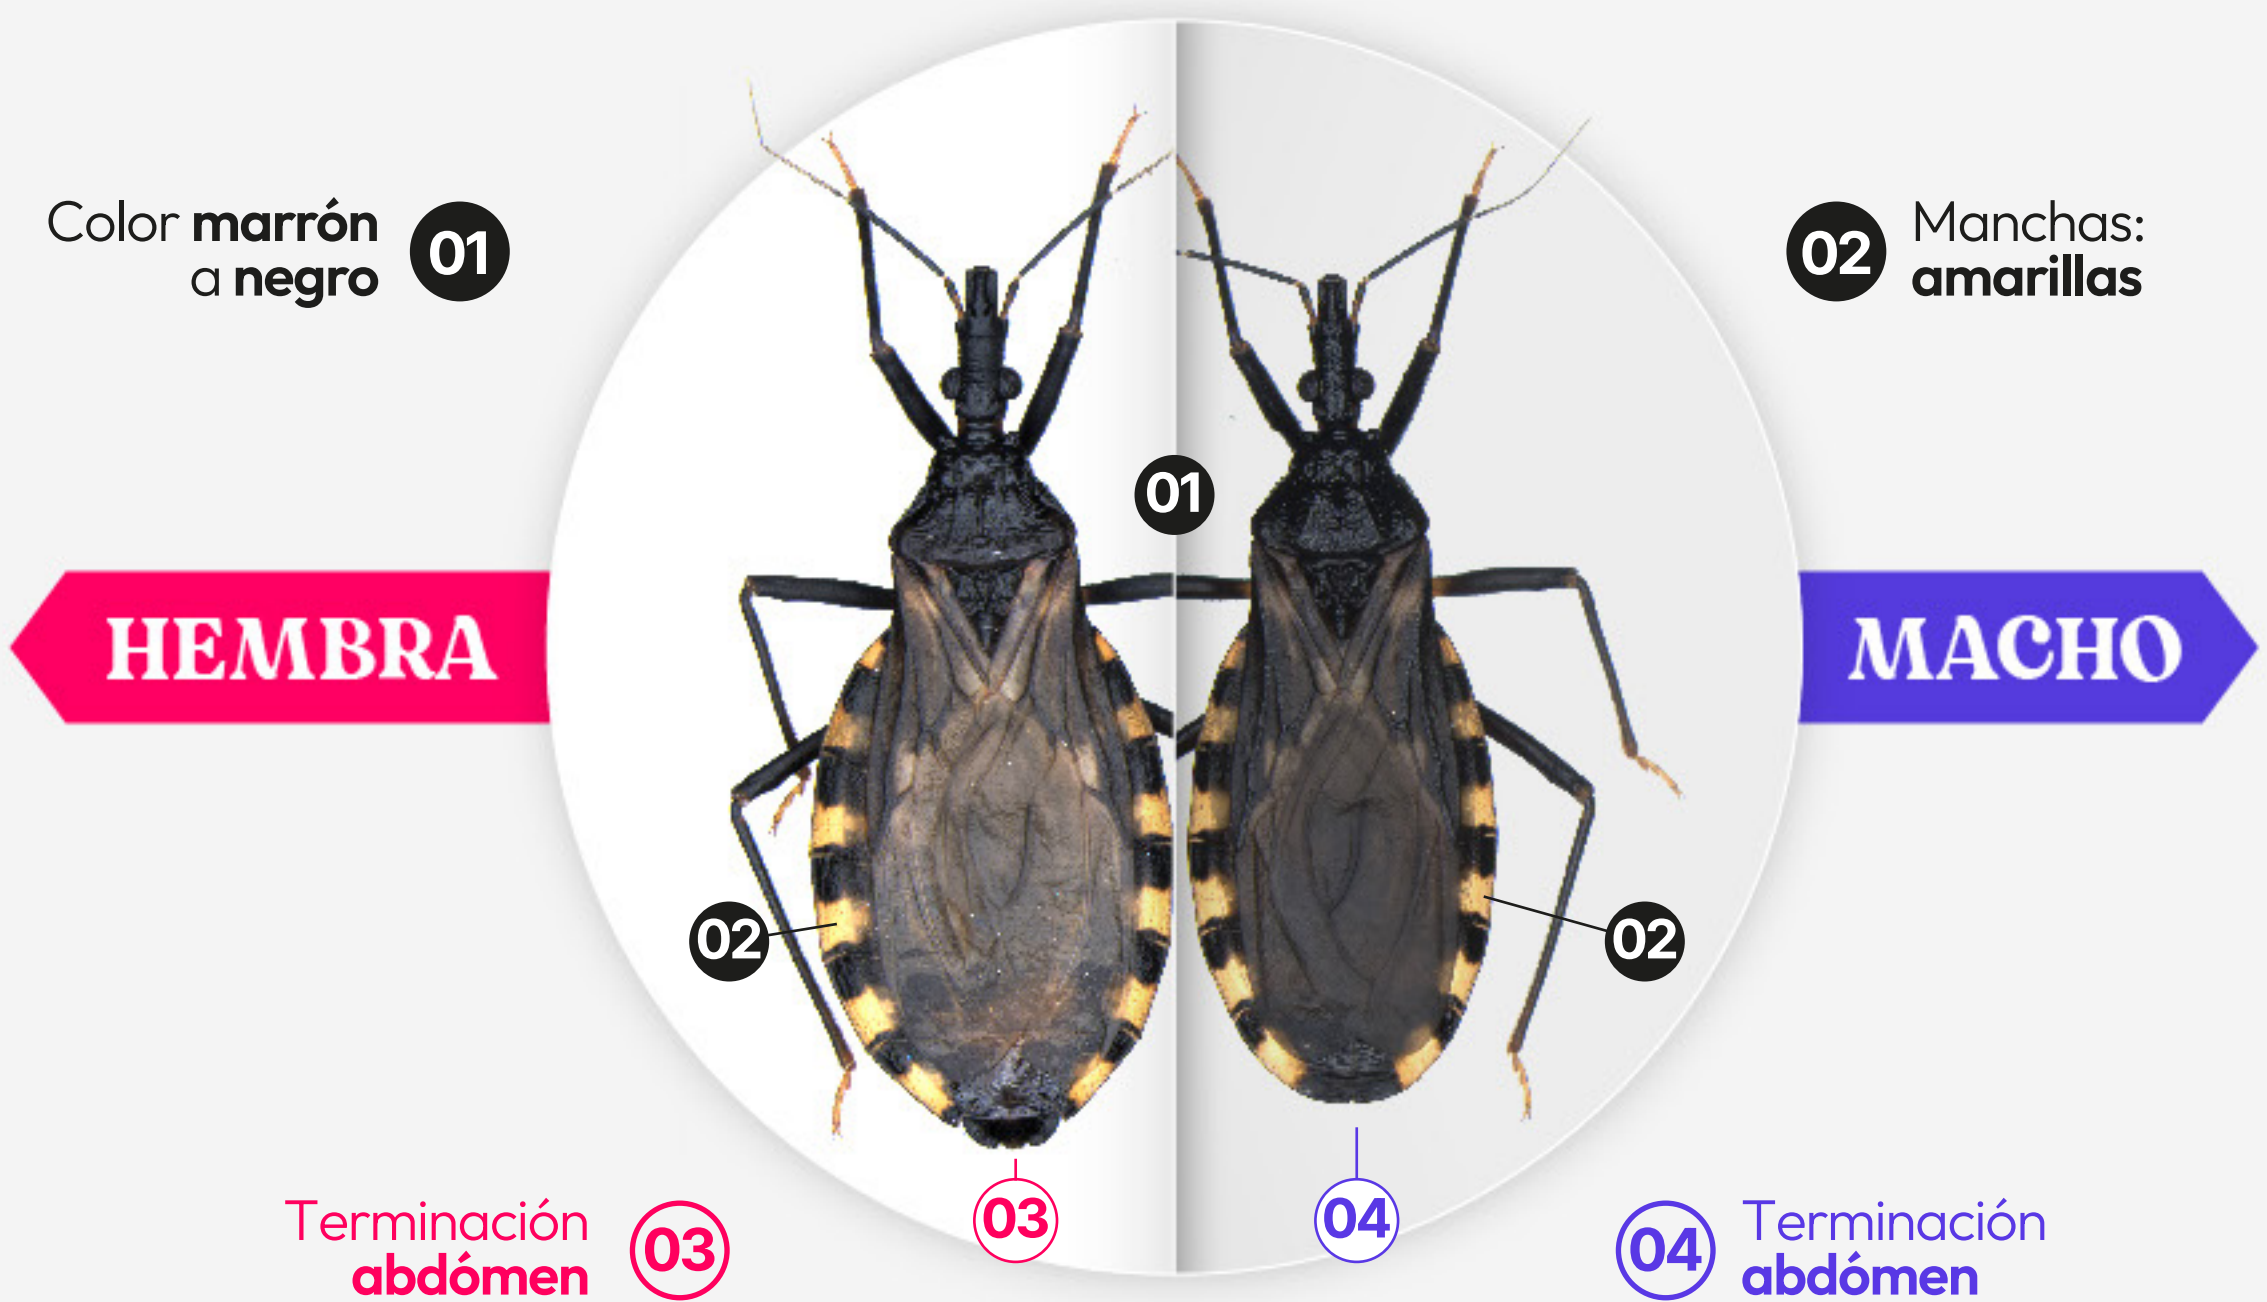 Color marrón
a negro
01
02
Manchas:
amarillas
01
HEMBRA
MACHO
02
02
03
04
Terminación
abdómen
03
04
Terminación
abdómen